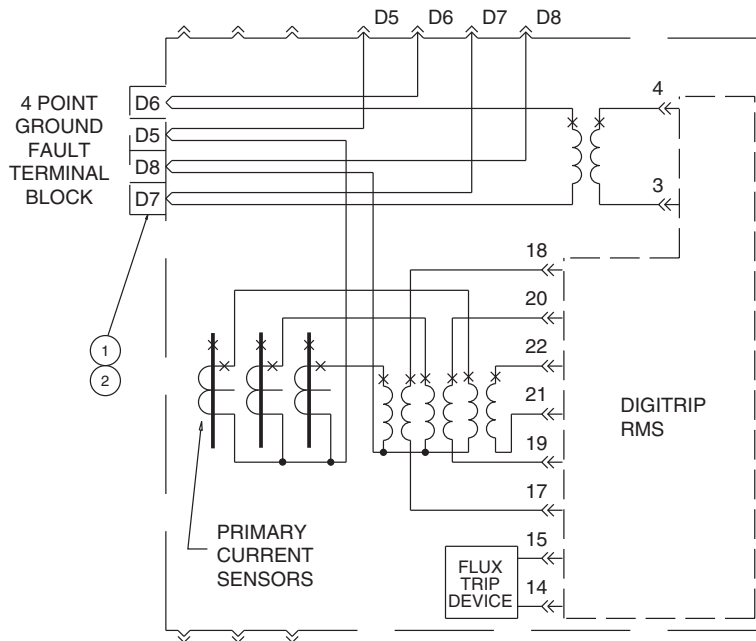 D5 D6 D7 D8
4 POINT
GROUND
FAULT
TERMINAL
BLOCK
D6
D5
D8
D7
4
3
18
20
22
21
19
17
15
14
1
2
DIGITRIP
RMS
PRIMARY
CURRENT
SENSORS
FLUX
TRIP
DEVICE